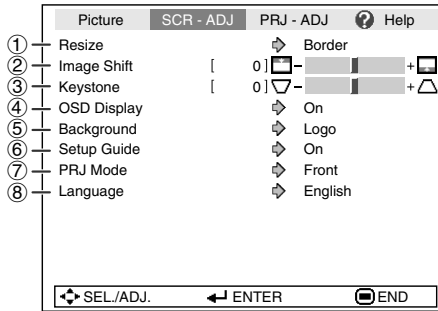 Picture SCR - ADJ PRJ - ADJ ? Help
① Resize Border
② Image Shift [ 0 ] − +
③ Keystone [ 0 ] − +
④ OSD Display On
⑤ Background Logo
⑥ Setup Guide On
⑦ PRJ Mode Front
⑧ Language English
SEL./ADJ. ENTER END